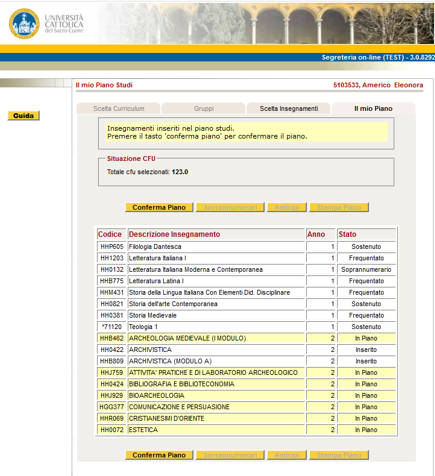 UNIVERSITÀ
CATTOLICA
del Sacro Cuore
Segreteria on-line (TEST) - 3.0.8292
Il mio Piano Studi 5103533, Americo Eleonora
Guida
Scelta Curriculum Gruppi Scelta Insegnamenti Il mio Piano
Insegnamenti inseriti nel piano studi.
Premere il tasto 'conferma piano' per confermare il piano.
Situazione CFU
Totale cfu selezionati: 123.0
Conferma Piano Sovrannumerari Anticipi Stampa Piano
Codice Descrizione Insegnamento Anno Stato
HHP605 Filologia Dantesca 1 Sostenuto
HH1203 Letteratura Italiana I 1 Frequentato
HH0132 Letteratura Italiana Moderna e Contemporanea 1 Soprannumerario
HHB775 Letteratura Latina I 1 Frequentato
HHM431 Storia della Lingua Italiana Con Elementi Did. Disciplinare 1 Frequentato
HH0821 Storia dell'arte Contemporanea 1 Sostenuto
HH0381 Storia Medievale 1 Frequentato
*71120 Teologia 1 1 Sostenuto
HHB462 ARCHEOLOGIA MEDIEVALE (I MODULO) 2 In Piano
HH0422 ARCHIVISTICA 2 Inserito
HHB809 ARCHIVISTICA (MODULO A) 2 Inserito
HHJ759 ATTIVITA' PRATICHE E DI LABORATORIO ARCHEOLOGICO 2 In Piano
HH0424 BIBLIOGRAFIA E BIBLIOTECONOMIA 2 In Piano
HHJ929 BIOARCHEOLOGIA 2 In Piano
HGG377 COMUNICAZIONE E PERSUASIONE 2 In Piano
HHR069 CRISTIANESIMI D'ORIENTE 2 In Piano
HH0072 ESTETICA 2 In Piano
Conferma Piano Sovrannumerari Anticipi Stampa Piano